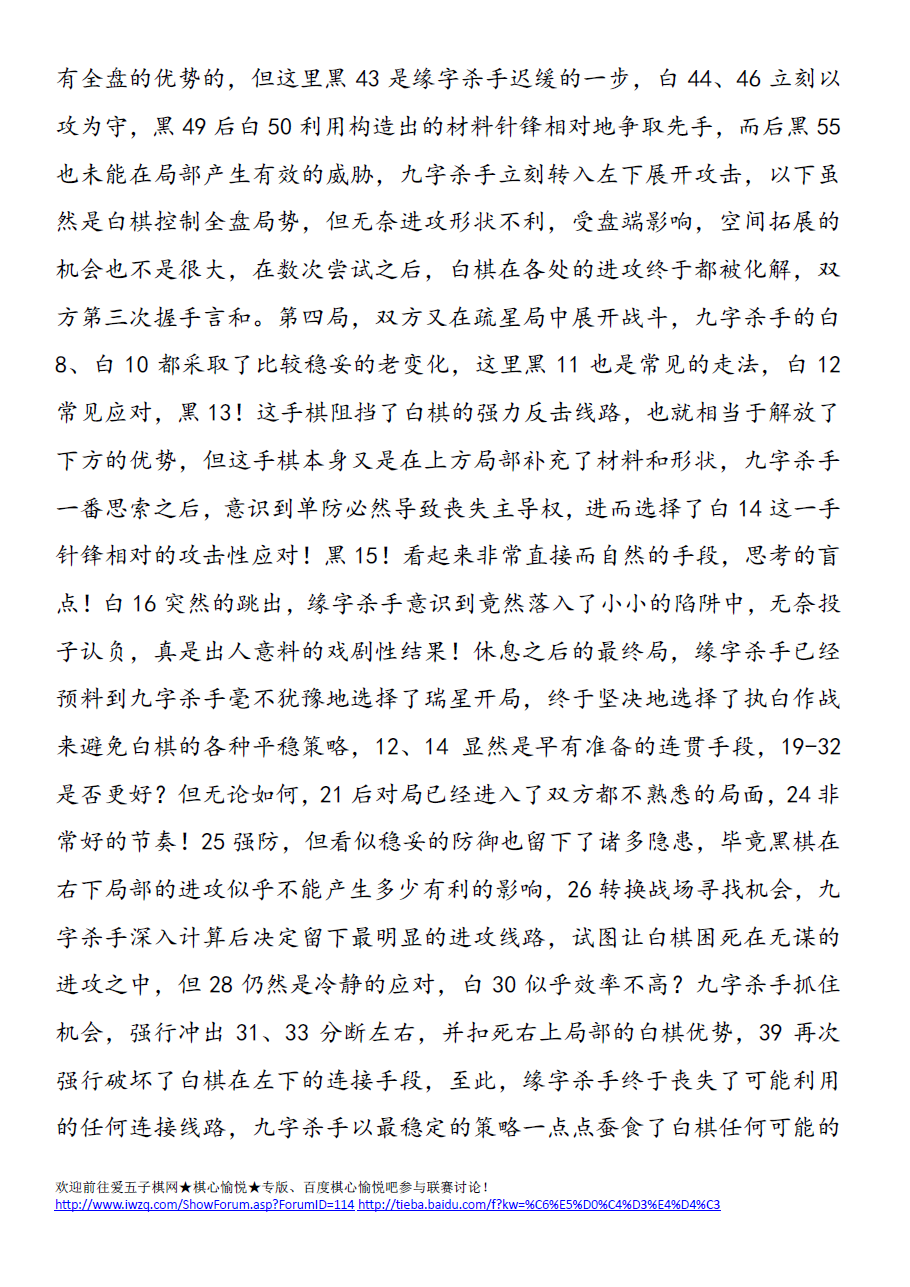 有全盘的优势的，但这里黑 43 是缘字杀手迟缓的一步，白 44、46 立刻以
攻为守，黑 49 后白 50 利用构造出的材料针锋相对地争取先手，而后黑 55
也未能在局部产生有效的威胁，九字杀手立刻转入左下展开攻击，以下虽
然是白棋控制全盘局势，但无奈进攻形状不利，受盘端影响，空间拓展的
机会也不是很大，在数次尝试之后，白棋在各处的进攻终于都被化解，双
方第三次握手言和。第四局，双方又在疏星局中展开战斗，九字杀手的白
8、白 10 都采取了比较稳妥的老变化，这里黑 11 也是常见的走法，白 12
常见应对，黑 13！这手棋阻挡了白棋的强力反击线路，也就相当于解放了
下方的优势，但这手棋本身又是在上方局部补充了材料和形状，九字杀手
一番思索之后，意识到单防必然导致丧失主导权，进而选择了白 14 这一手
针锋相对的攻击性应对！黑 15！看起来非常直接而自然的手段，思考的盲
点！白 16 突然的跳出，缘字杀手意识到竟然落入了小小的陷阱中，无奈投
子认负，真是出人意料的戏剧性结果！休息之后的最终局，缘字杀手已经
预料到九字杀手毫不犹豫地选择了瑞星开局，终于坚决地选择了执白作战
来避免白棋的各种平稳策略，12、14 显然是早有准备的连贯手段，19-32
是否更好？但无论如何，21 后对局已经进入了双方都不熟悉的局面，24 非
常好的节奏！25 强防，但看似稳妥的防御也留下了诸多隐患，毕竟黑棋在
右下局部的进攻似乎不能产生多少有利的影响，26 转换战场寻找机会，九
字杀手深入计算后决定留下最明显的进攻线路，试图让白棋困死在无谋的
进攻之中，但 28 仍然是冷静的应对，白 30 似乎效率不高？九字杀手抓住
机会，强行冲出 31、33 分断左右，并扣死右上局部的白棋优势，39 再次
强行破坏了白棋在左下的连接手段，至此，缘字杀手终于丧失了可能利用
的任何连接线路，九字杀手以最稳定的策略一点点蚕食了白棋任何可能的
欢迎前往爱五子棋网★棋心愉悦★专版、百度棋心愉悦吧参与联赛讨论！
http://www.iwzq.com/ShowForum.asp?ForumID=114 http://tieba.baidu.com/f?kw=%C6%E5%D0%C4%D3%E4%D4%C3